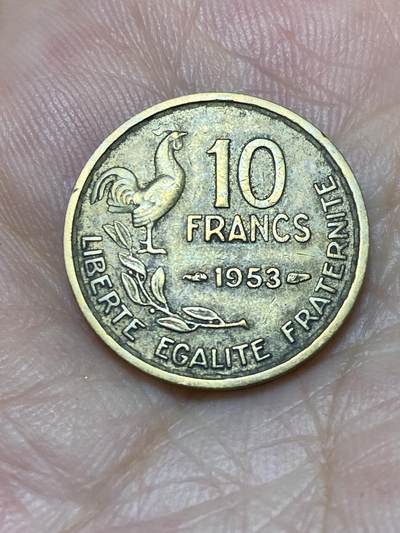 10
FRANCS
1953
LIBERTE EGALITE FRATERNITE